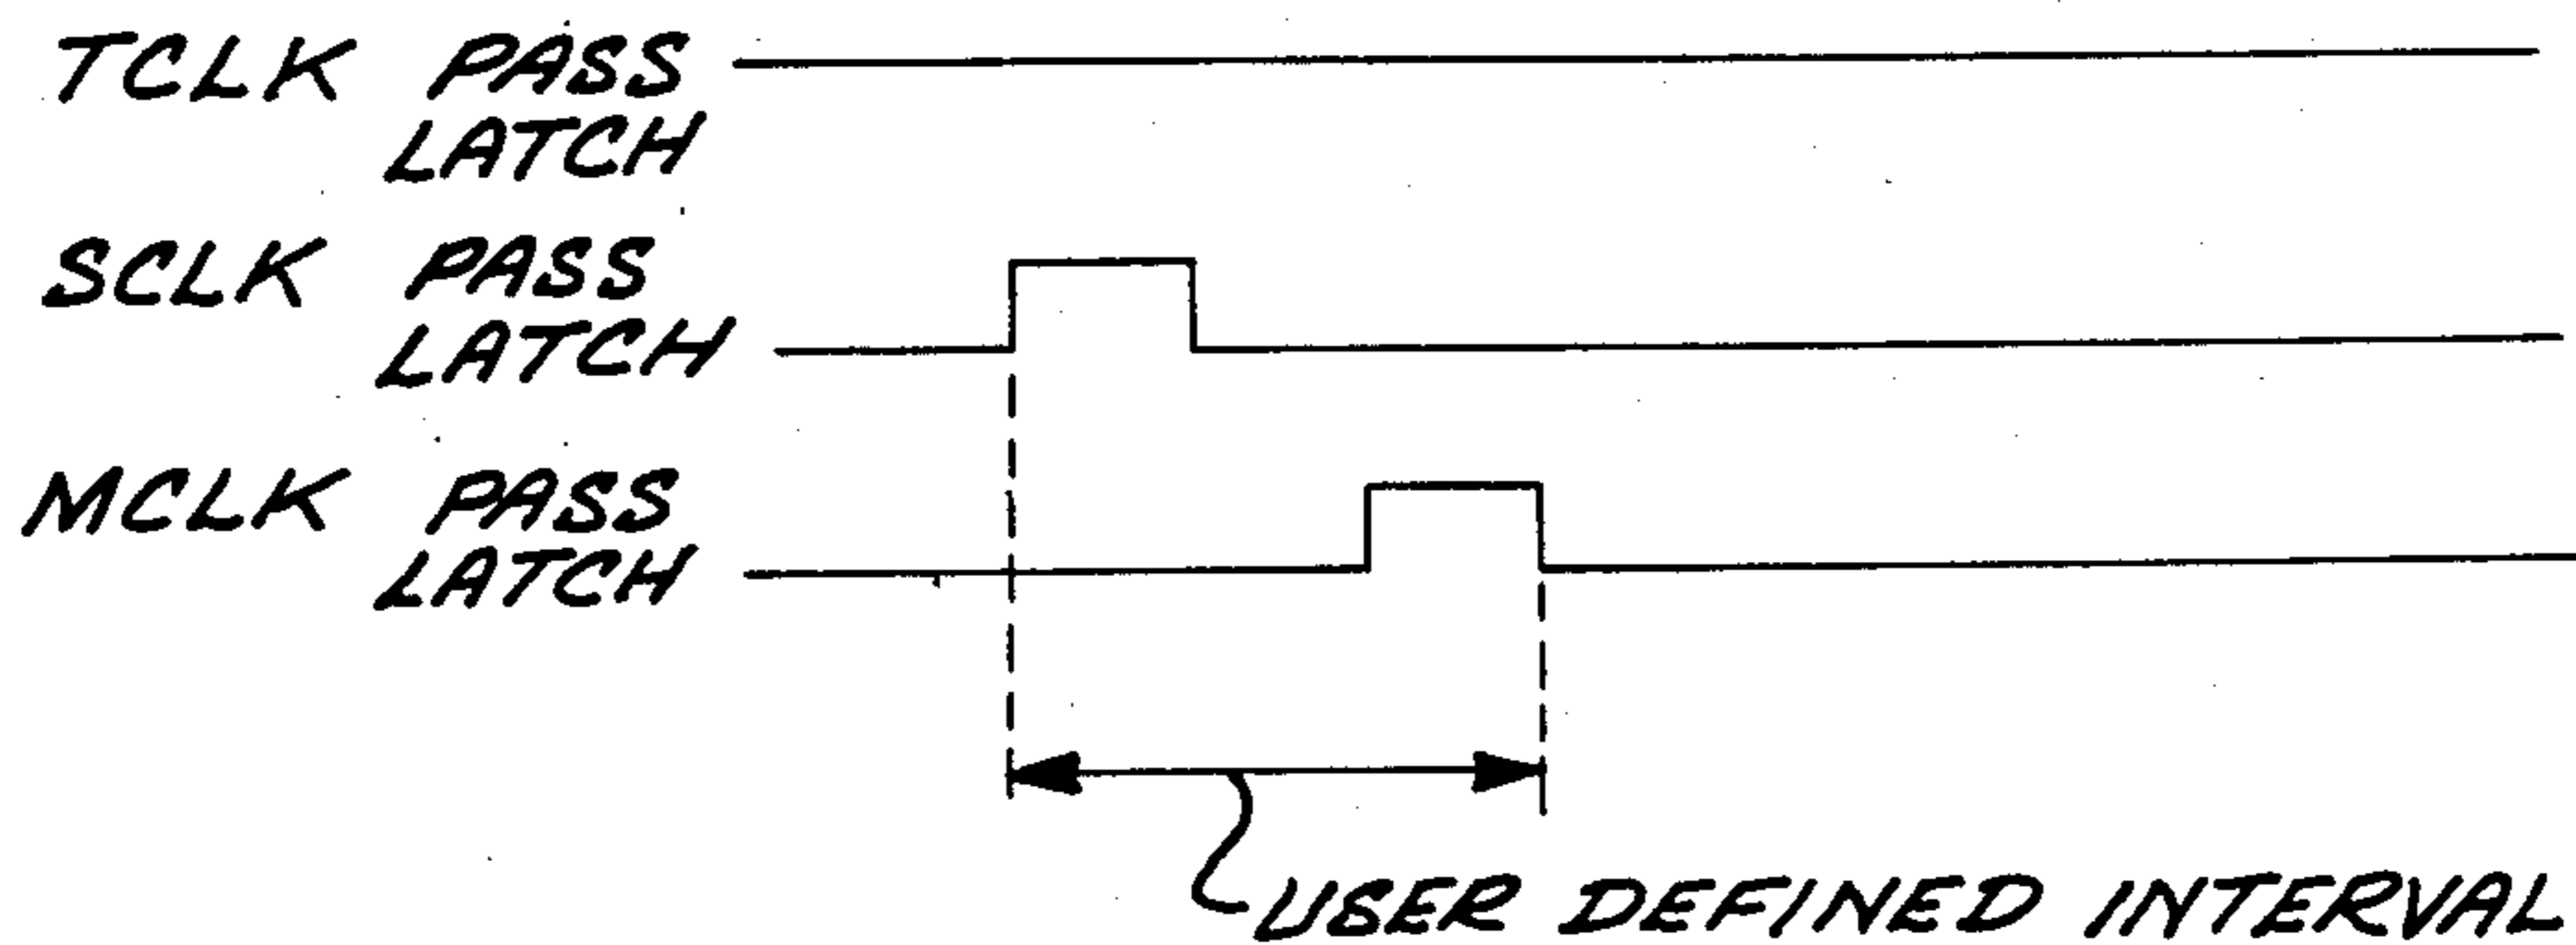 TCLK PASS
LATCH
SCLK PASS
LATCH
MCLK PASS
LATCH
USER DEFINED INTERVAL